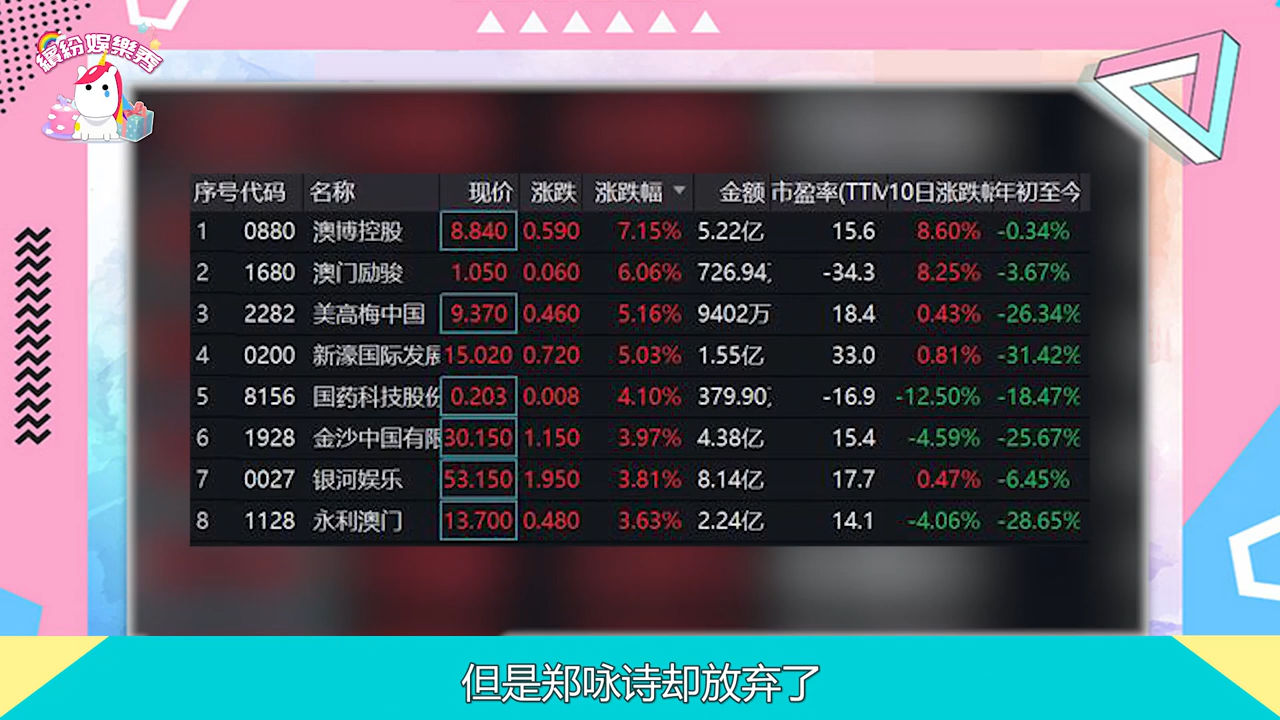 繽紛娛樂秀
序号 代码 名称 现价 涨跌 涨跌幅 金额 市盈率(TTM 10日涨跌幅 年初至今
1 0880 澳博控股 8.840 0.590 7.15% 5.22亿 15.6 8.60% -0.34%
2 1680 澳门励骏 1.050 0.060 6.06% 726.94 -34.3 8.25% -3.67%
3 2282 美高梅中国 9.370 0.460 5.16% 9402万 18.4 0.43% -26.34%
4 0200 新濠国际发展 15.020 0.720 5.03% 1.55亿 33.0 0.81% -31.42%
5 8156 国药科技股份 0.203 0.008 4.10% 379.90 -16.9 -12.50% -18.47%
6 1928 金沙中国有限 30.150 1.150 3.97% 4.38亿 15.4 -4.59% -25.67%
7 0027 银河娱乐 53.150 1.950 3.81% 8.14亿 17.7 0.47% -6.45%
8 1128 永利澳门 13.700 0.480 3.63% 2.24亿 14.1 -4.06% -28.65%
但是郑咏诗却放弃了